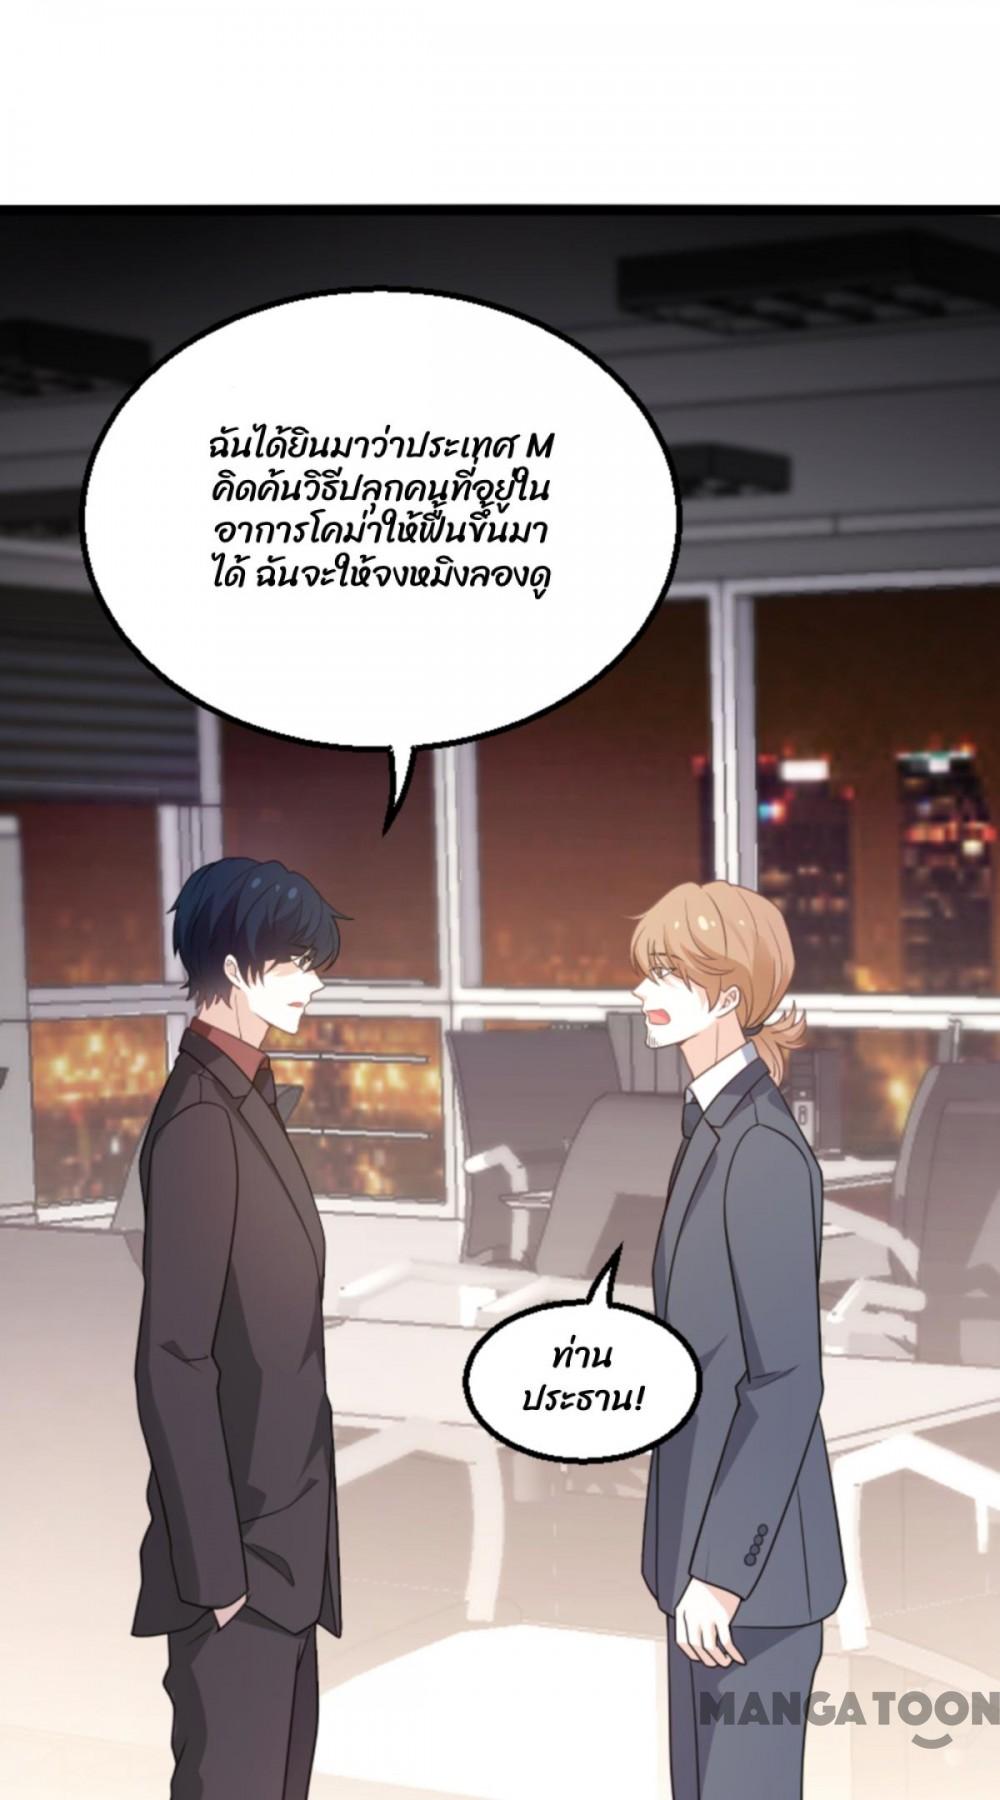 ฉันได้ยินมาว่าประเทศ M
คิดค้นวิธีปลุกคนที่อยู่ใน
อาการโคม่าให้ฟื้นขึ้นมา
ได้ ฉันจะให้จงหมิงลองดู
ท่าน
ประธาน!
MANGATOON